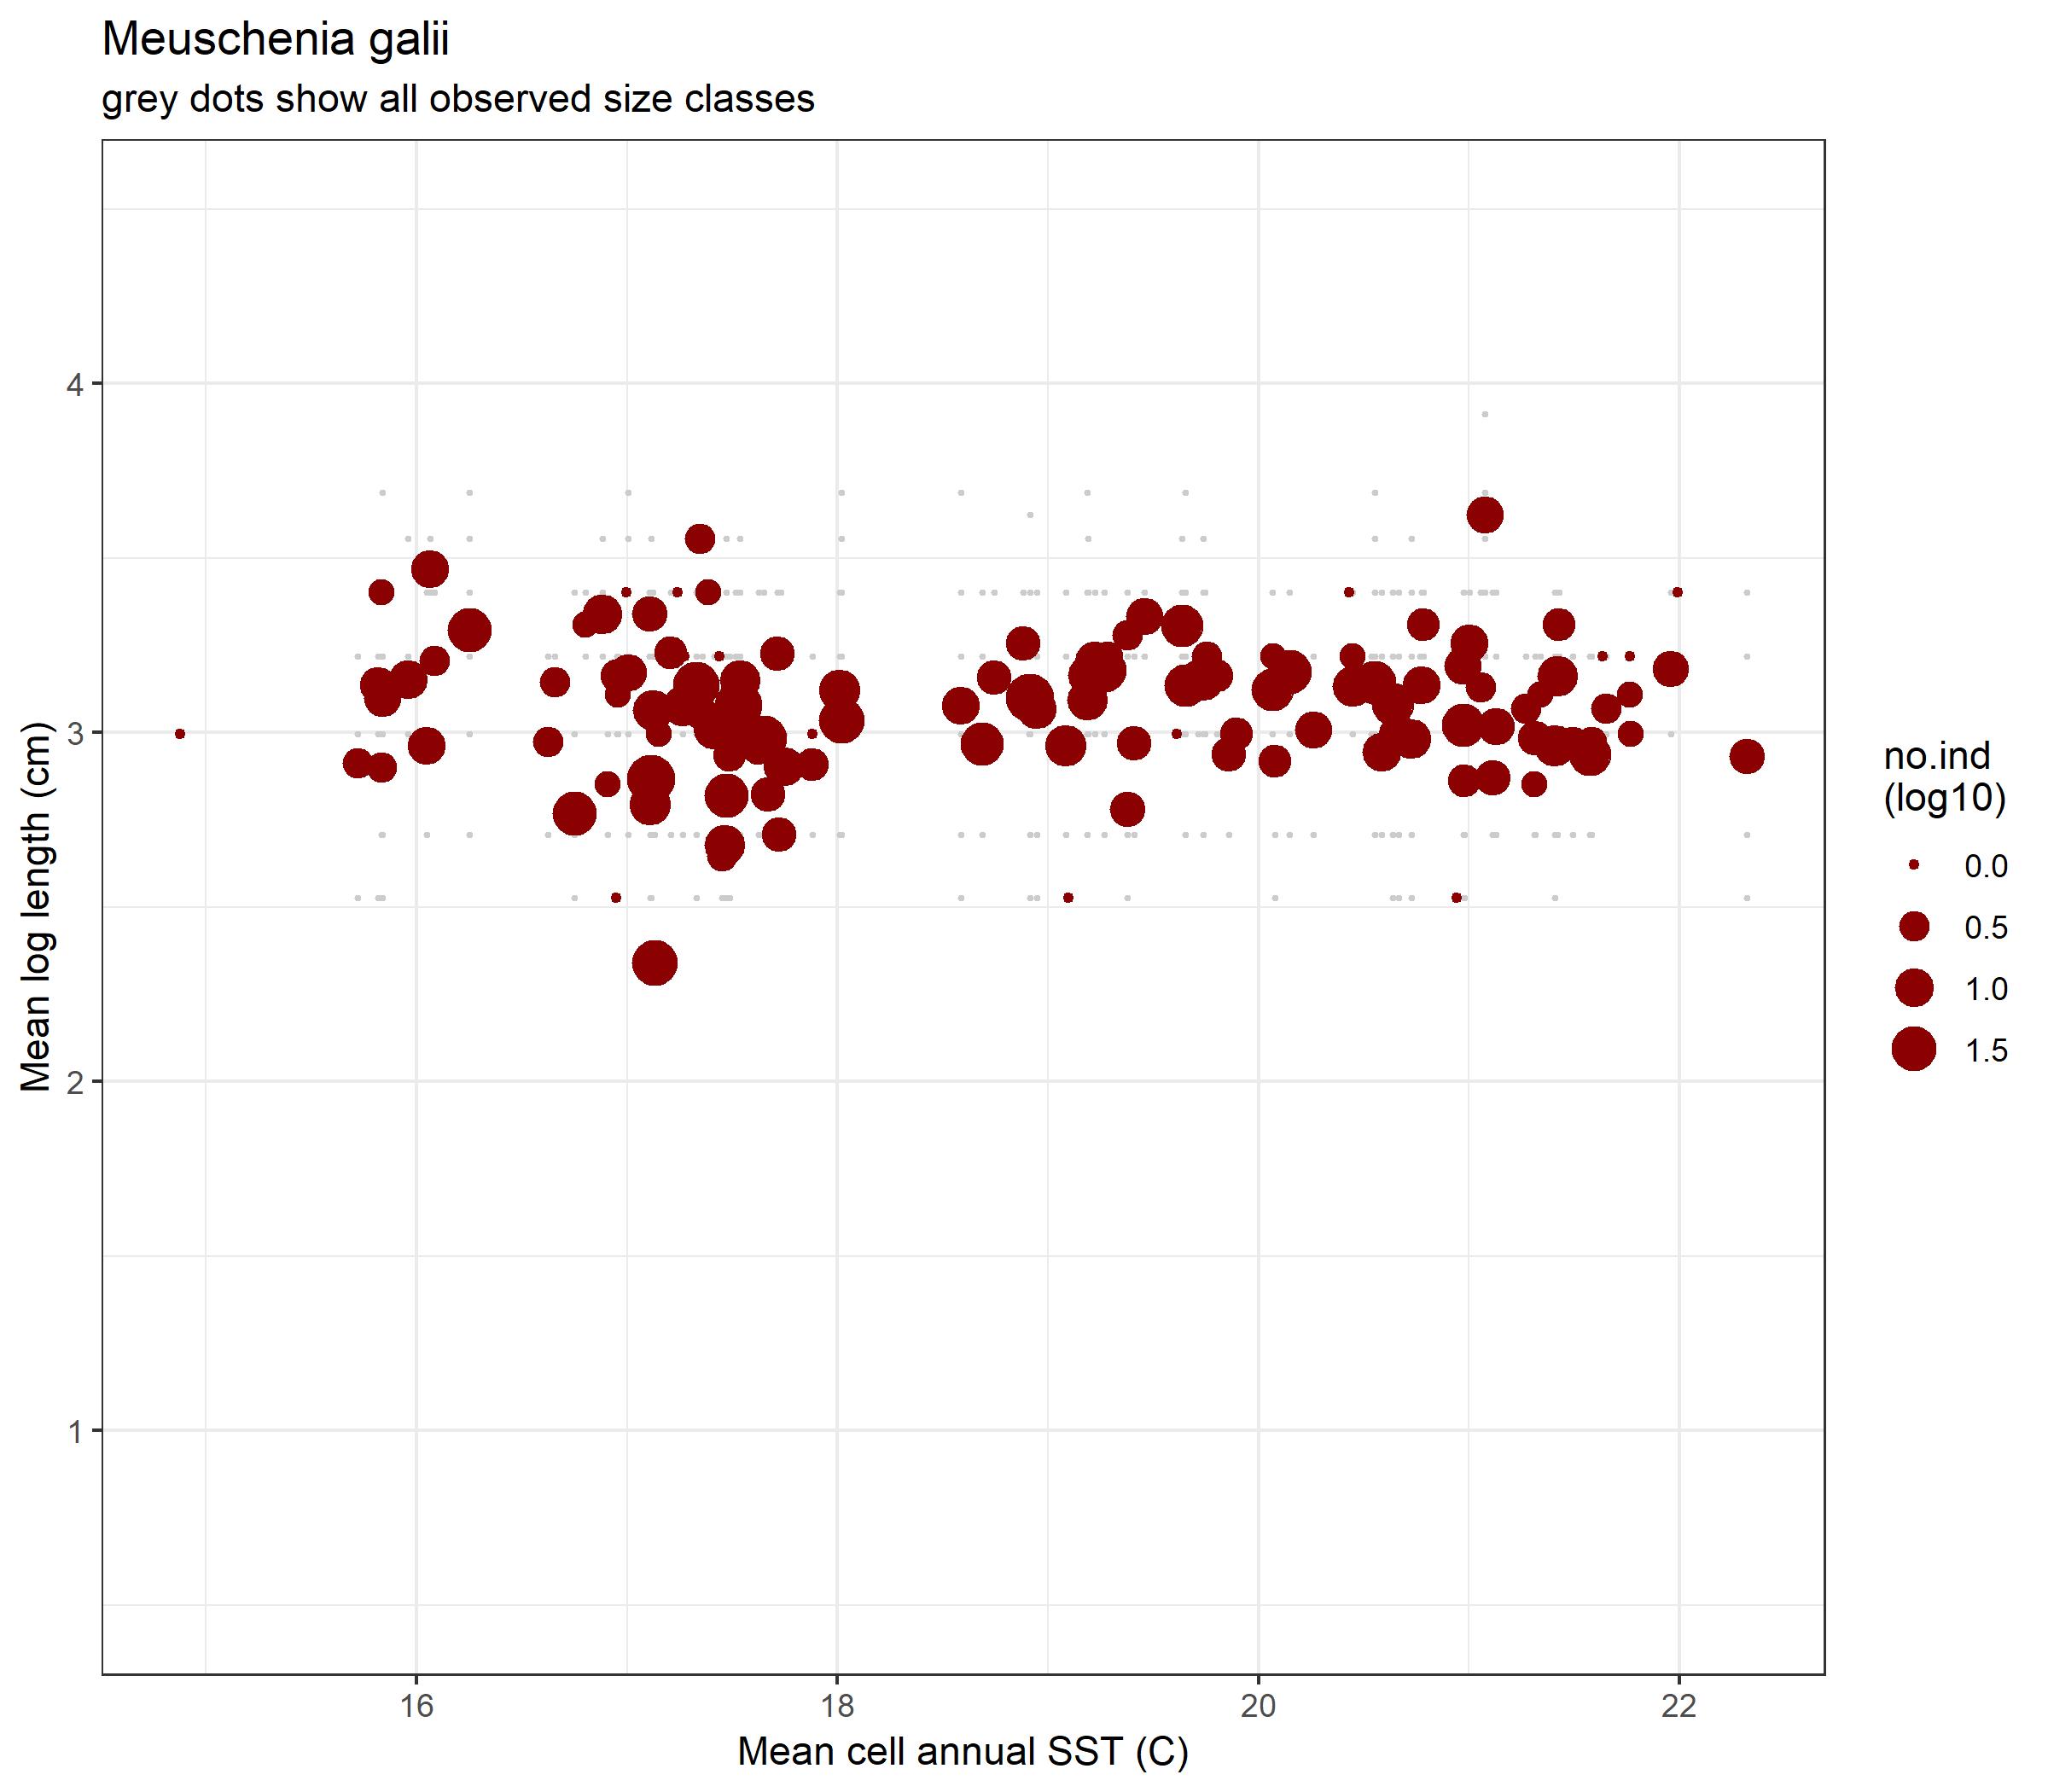 Meuschenia galii
grey dots show all observed size classes
Mean log length (cm)
4
3
2
1
16
18
20
22
Mean cell annual SST (C)
no.ind
(log10)
0.0
0.5
1.0
1.5